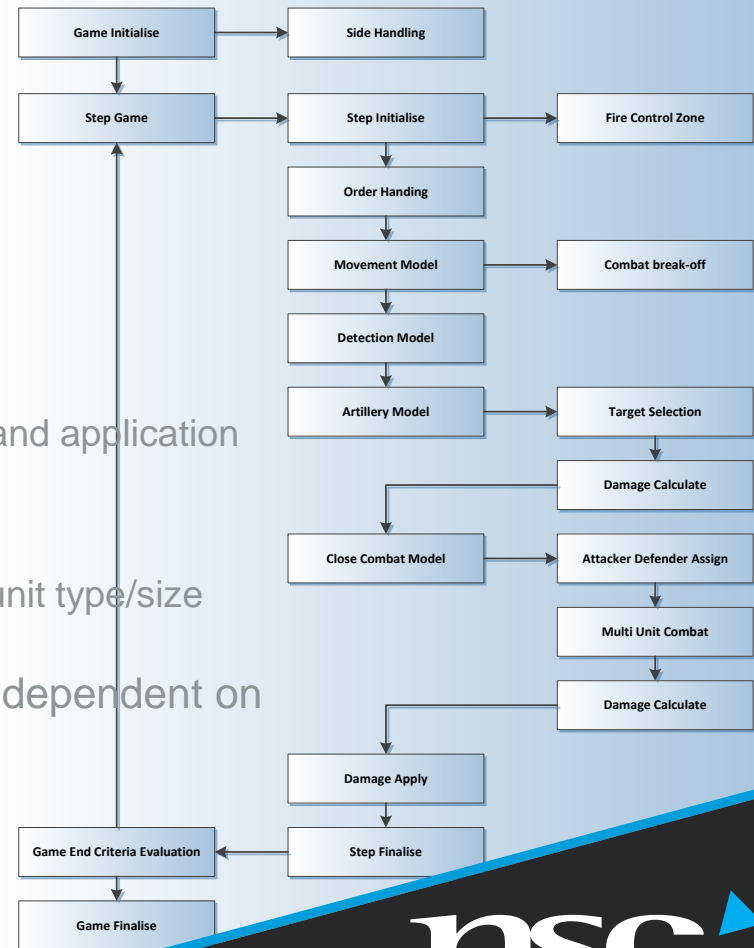 Game Initialise
Side Handling
Step Game
Step Initialise
Fire Control Zone
Order Handing
Movement Model
Combat break-off
Detection Model
Artillery Model
Target Selection
and application
Damage Calculate
Close Combat Model
Attacker Defender Assign
unit type/size
Multi Unit Combat
dependent on
Damage Calculate
Damage Apply
Game End Criteria Evaluation
Step Finalise
Game Finalise
nsc